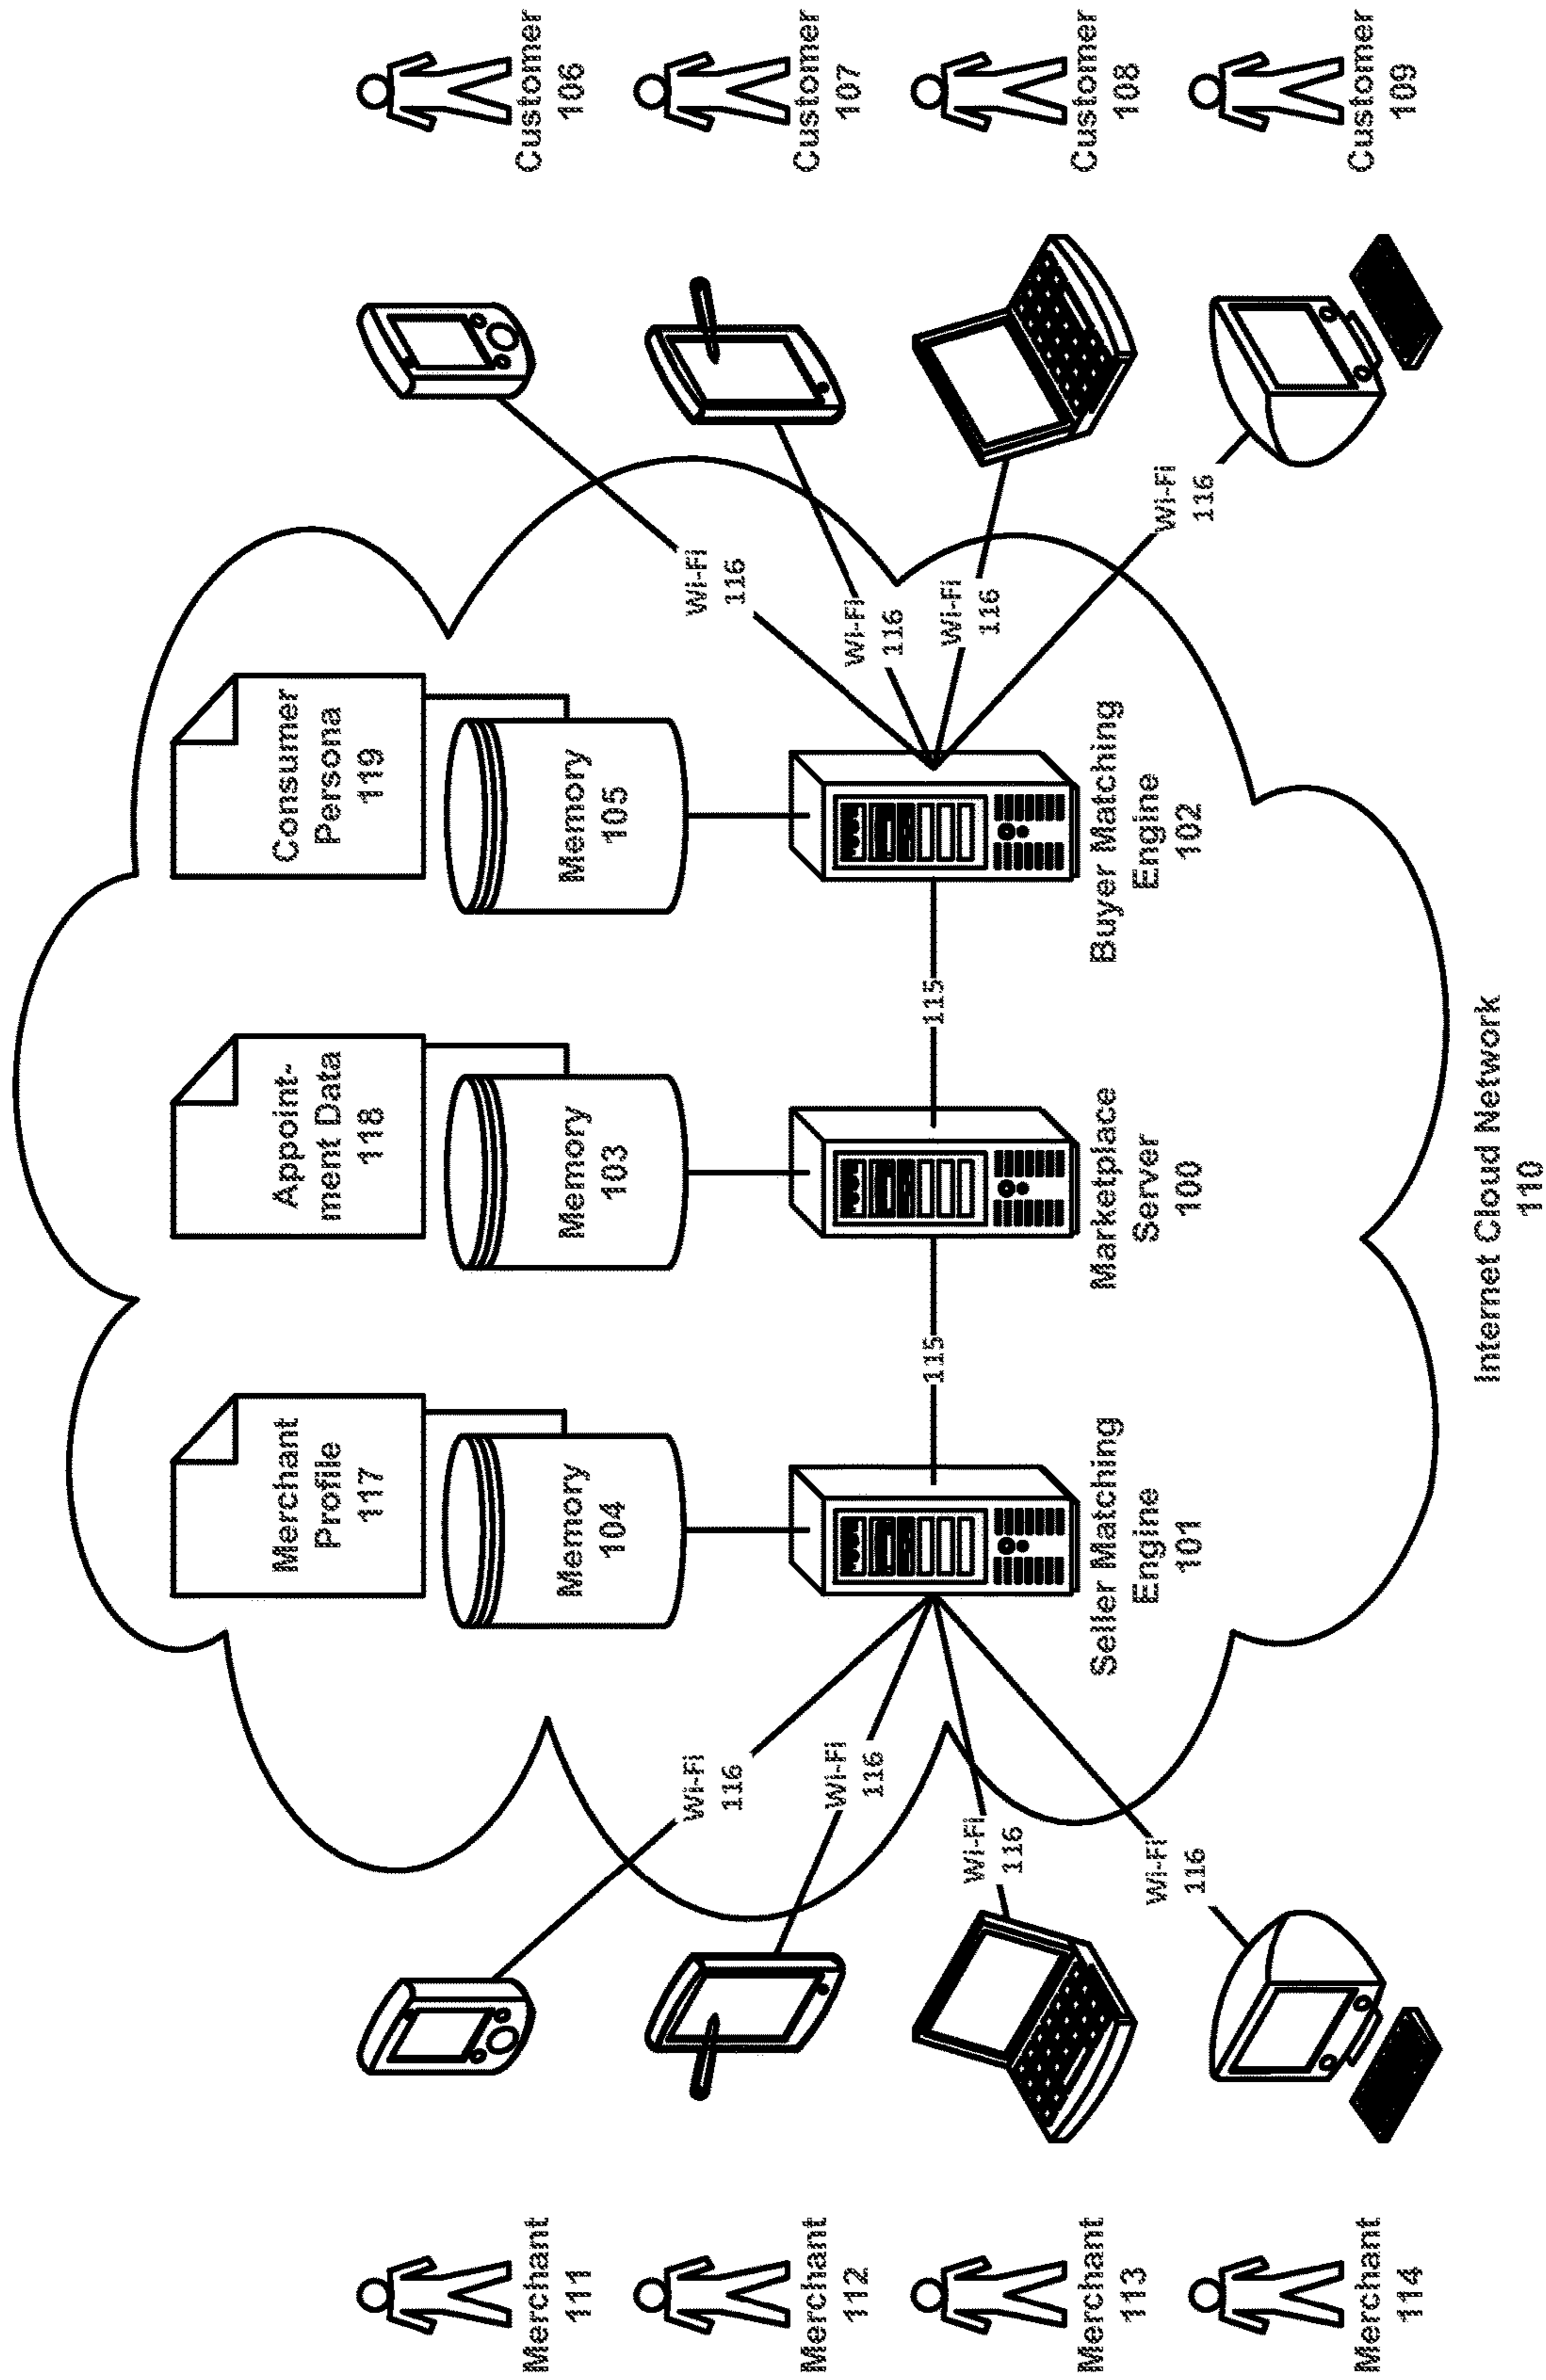 Merchant
Profile
117
Appoint-
ment Data
118
Consumer
Persona
119
Memory
104
Memory
103
Memory
105
Merchant
111
Merchant
112
Merchant
113
Merchant
114
Wi-Fi
116
Wi-Fi
116
Wi-Fi
116
Wi-Fi
116
115
115
Seller Matching
Engine
101
Marketplace
Server
100
Buyer Matching
Engine
102
Wi-Fi
116
Wi-Fi
116
Wi-Fi
116
Wi-Fi
116
Customer
106
Customer
107
Customer
108
Customer
109
Internet Cloud Network
110